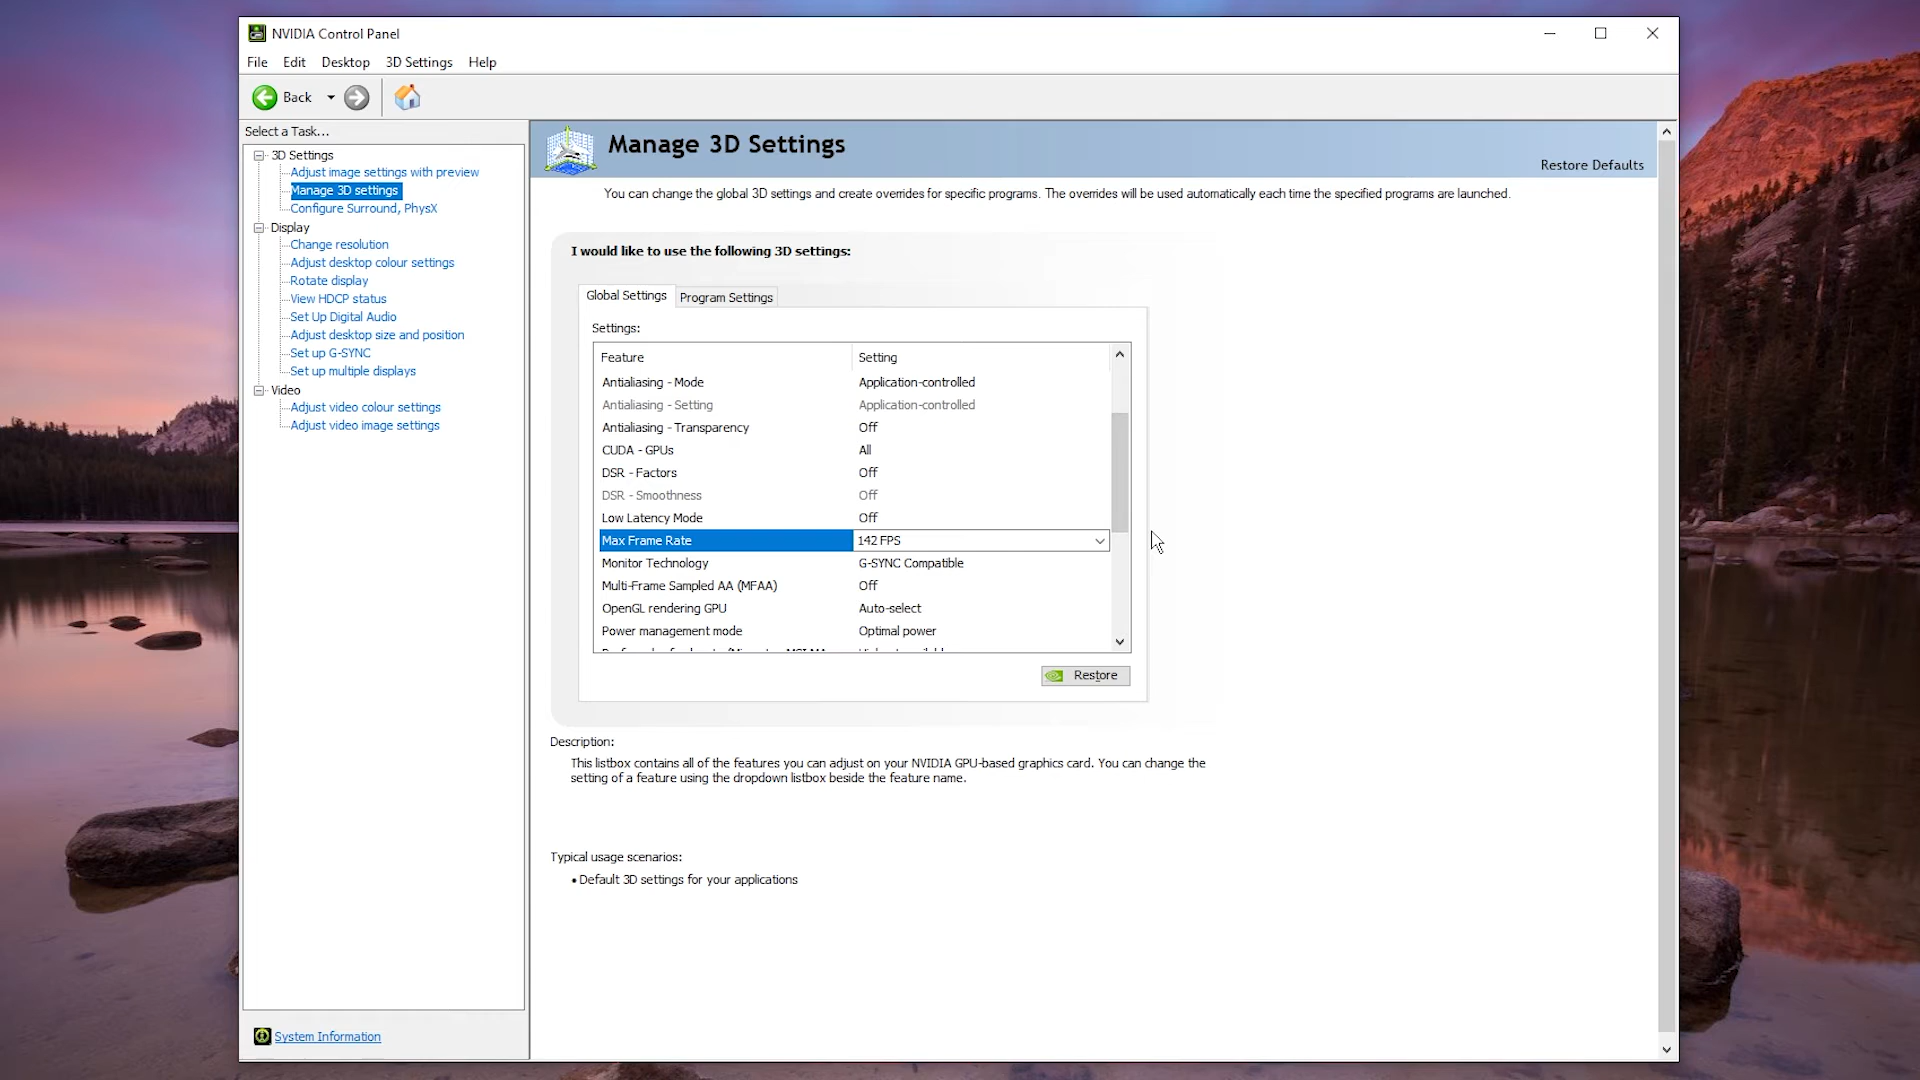 NVIDIA Control Panel
File Edit Desktop 3D Settings Help
Back
Select a Task...
3D Settings
Adjust image settings with preview
Manage 3D settings
Configure Surround, PhysX
Display
Change resolution
Adjust desktop colour settings
Rotate display
View HDCP status
Set Up Digital Audio
Adjust desktop size and position
Set up G-SYNC
Set up multiple displays
Video
Adjust video colour settings
Adjust video image settings
System Information
Manage 3D Settings
Restore Defaults
You can change the global 3D settings and create overrides for specific programs. The overrides will be used automatically each time the specified programs are launched.
I would like to use the following 3D settings:
Global Settings Program Settings
Settings:
Feature Setting
Antialiasing - Mode Application-controlled
Antialiasing - Setting Application-controlled
Antialiasing - Transparency Off
CUDA - GPUs All
DSR - Factors Off
DSR - Smoothness Off
Low Latency Mode Off
Max Frame Rate 142 FPS
Monitor Technology G-SYNC Compatible
Multi-Frame Sampled AA (MFAA) Off
OpenGL rendering GPU Auto-select
Power management mode Optimal power
Restore
Description:
This listbox contains all of the features you can adjust on your NVIDIA GPU-based graphics card. You can change the
setting of a feature using the dropdown listbox beside the feature name.
Typical usage scenarios:
• Default 3D settings for your applications